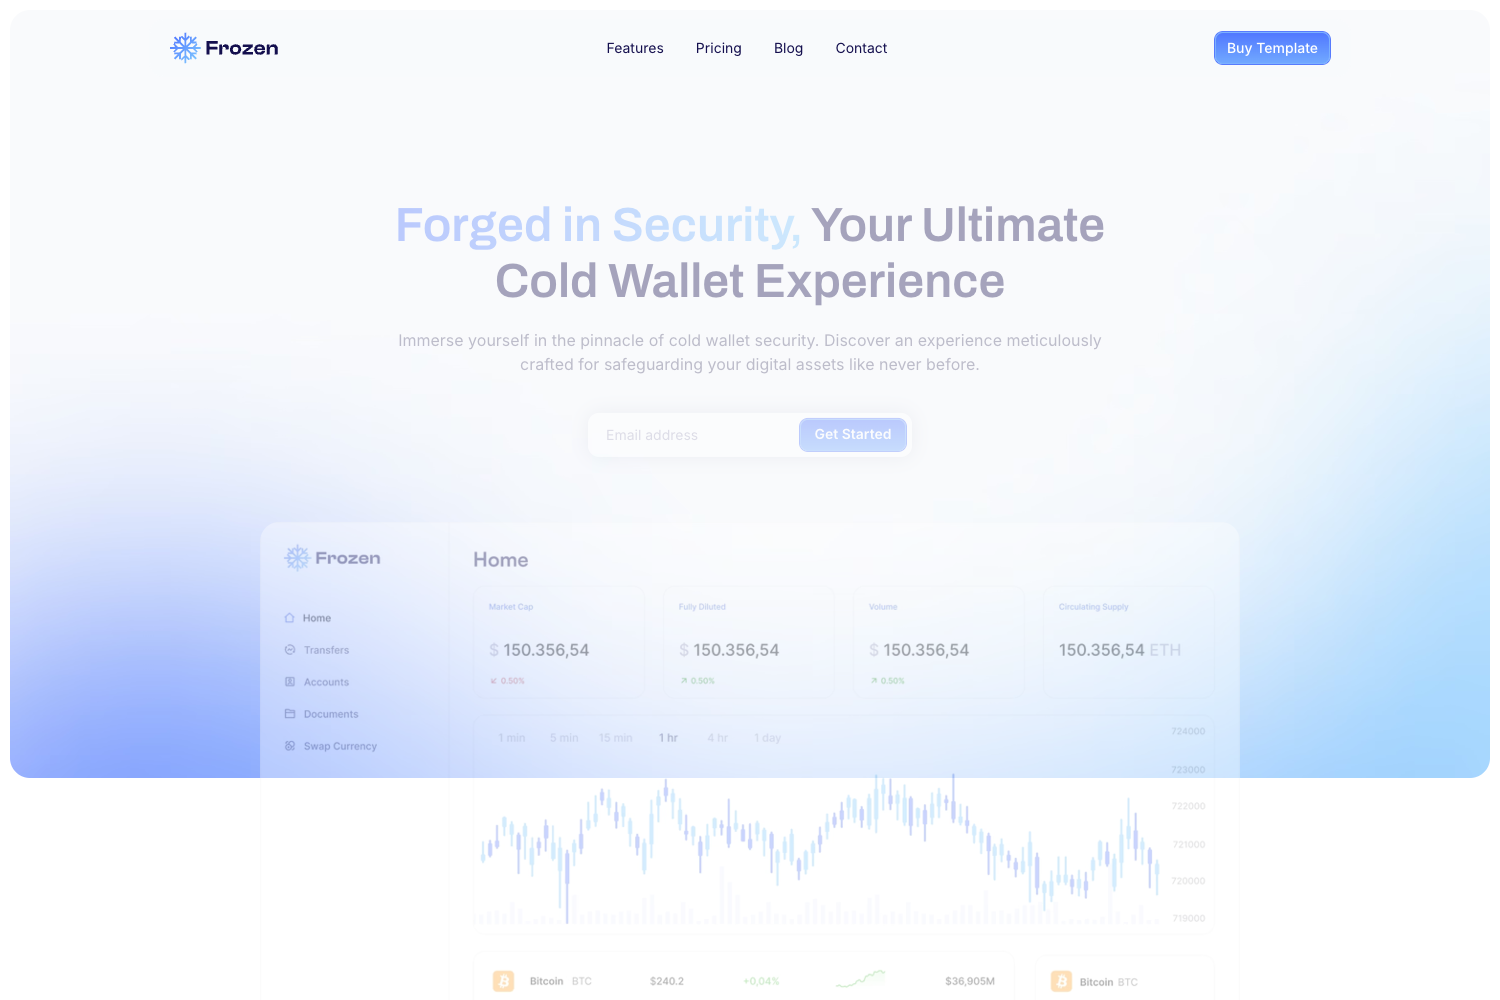 Frozen
Features Pricing Blog Contact
Buy Template
Forged in Security, Your Ultimate
Cold Wallet Experience
Immerse yourself in the pinnacle of cold wallet security. Discover an experience meticulously
crafted for safeguarding your digital assets like never before.
Email address
Get Started
Frozen
Home
Transfers
Accounts
Documents
Swap Currency
Home
Market Cap
$ 150.356,54
0.50%
Fully Diluted
$ 150.356,54
0.50%
Volume
$ 150.356,54
0.50%
Circulating Supply
150.356,54 ETH
1 min 5 min 15 min 1 hr 4 hr 1 day
724000
723000
722000
721000
720000
719000
Bitcoin BTC $240.2 +0,04% $36,905M
Bitcoin BTC